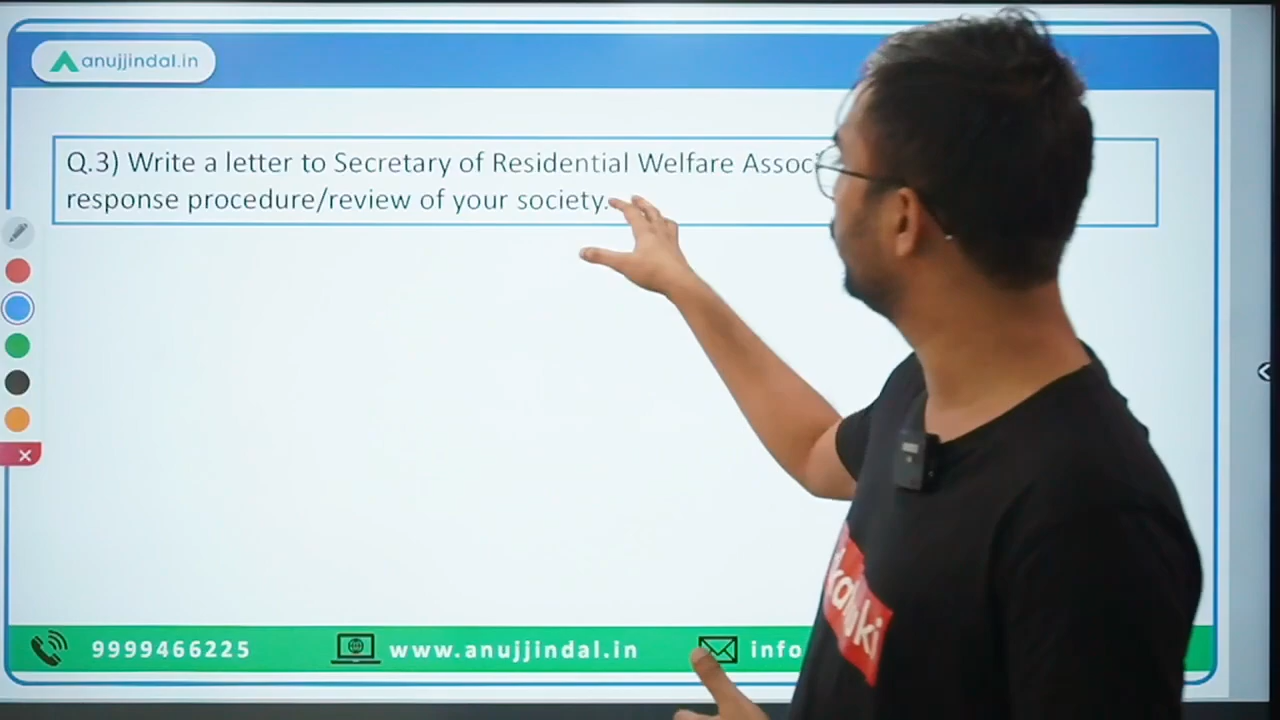 anujjindal.in
Q.3) Write a letter to Secretary of Residential Welfare
response procedure/review of your society.
9999466225
www.anujjindal.in
info